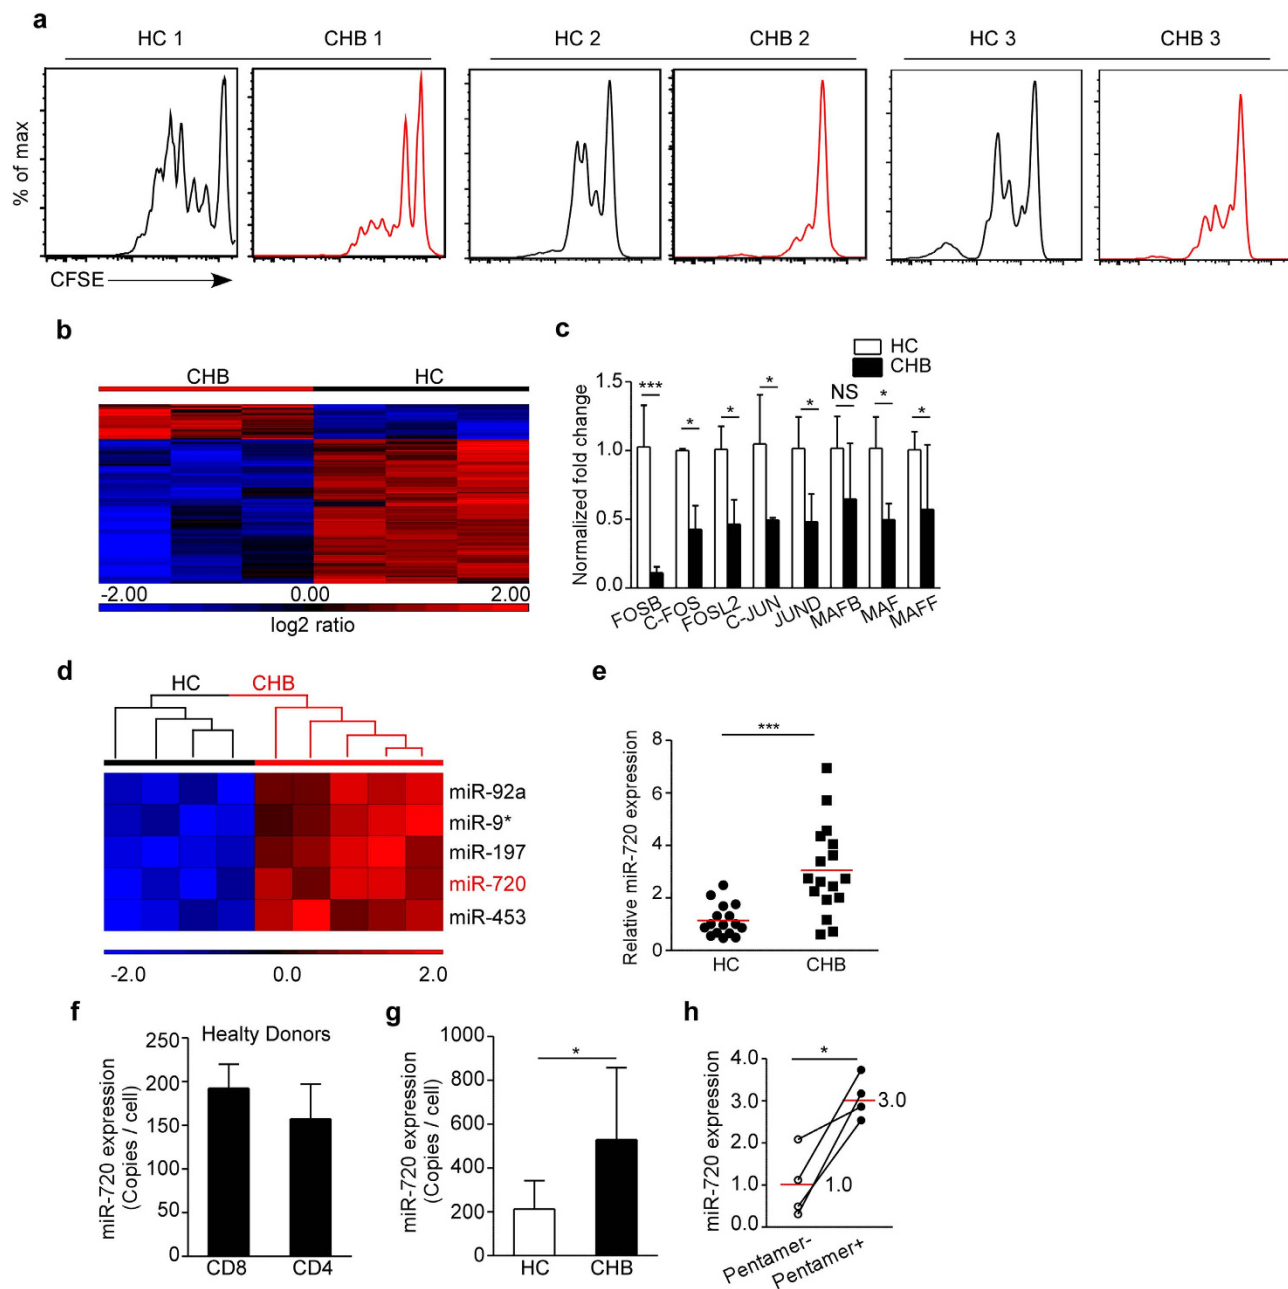 a
HC 1 CHB 1 HC 2 CHB 2 HC 3 CHB 3
% of max
CFSE
b
CHB HC
-2.00 0.00 2.00
log2 ratio
c
HC
CHB
Normalized fold change
1.5
1.0
0.5
0.0
*** * * * * NS * *
FOSB C-FOS FOSL2 C-JUN JUND MAFB MAF MAFF
d
HC CHB
miR-92a
miR-9*
miR-197
miR-720
miR-453
-2.0 0.0 2.0
e
Relative miR-720 expression
8
6
4
2
0
***
HC CHB
f
Healty Donors
miR-720 expression
(Copies / cell)
250
200
150
100
50
0
CD8 CD4
g
miR-720 expression
(Copies / cell)
1000
800
600
400
200
0
*
HC CHB
h
miR-720 expression
4.0
3.0
2.0
1.0
0.0
*
3.0
1.0
Pentamer- Pentamer+